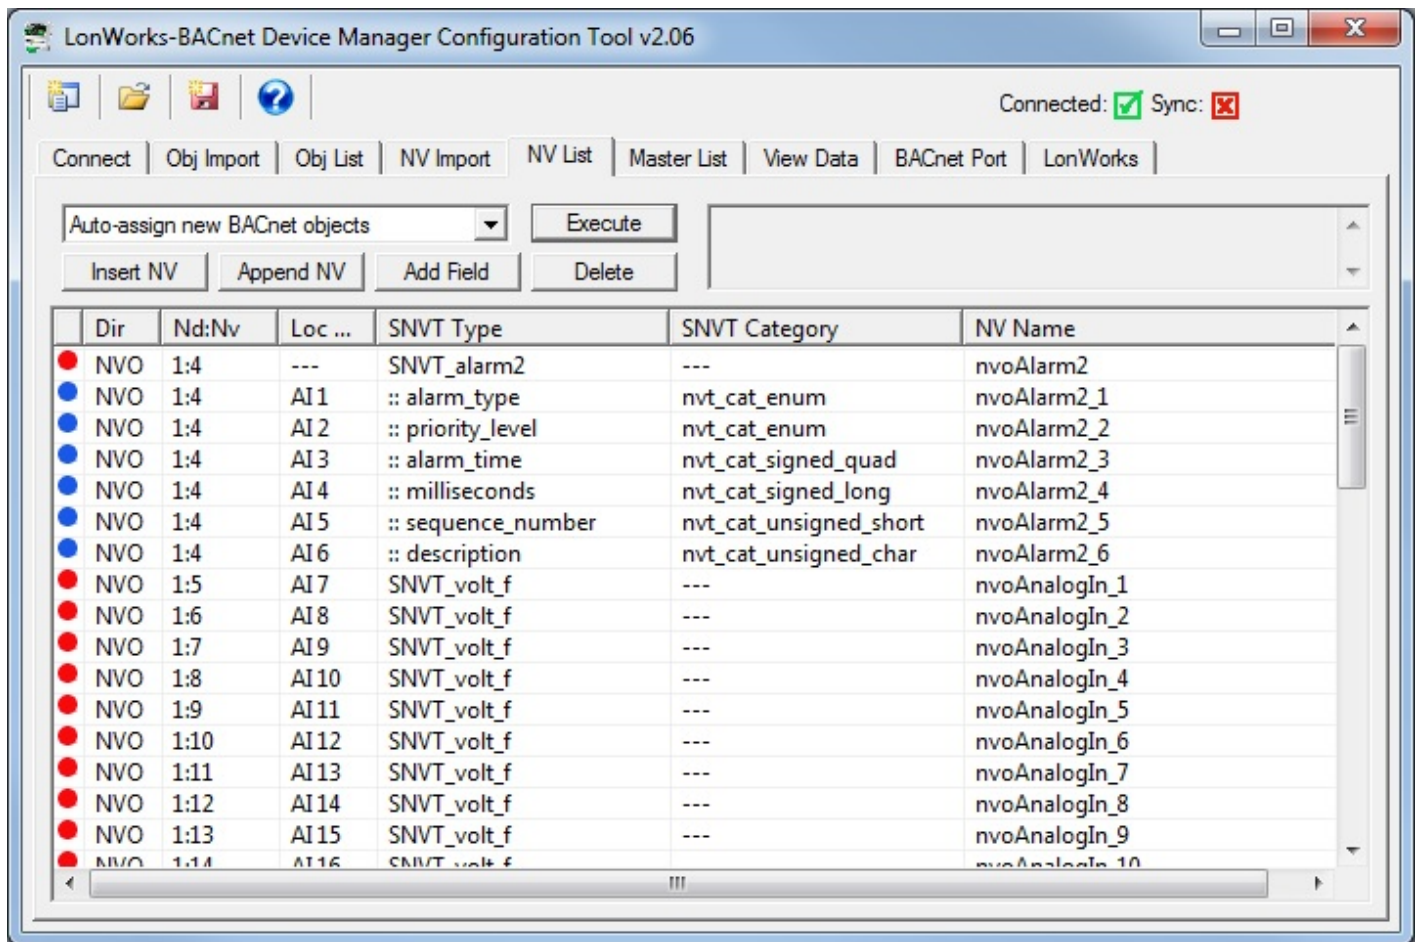 LonWorks-BACnet Device Manager Configuration Tool v2.06
Connected: Sync:
Connect Obj Import Obj List NV Import NV List Master List View Data BACnet Port LonWorks
Auto-assign new BACnet objects Execute
Insert NV Append NV Add Field Delete
Dir Nd:Nv Loc ... SNVT Type SNVT Category NV Name
NVO 1:4 --- SNVT_alarm2 --- nvoAlarm2
NVO 1:4 AI 1 :: alarm_type nvt_cat_enum nvoAlarm2_1
NVO 1:4 AI 2 :: priority_level nvt_cat_enum nvoAlarm2_2
NVO 1:4 AI 3 :: alarm_time nvt_cat_signed_quad nvoAlarm2_3
NVO 1:4 AI 4 :: milliseconds nvt_cat_signed_long nvoAlarm2_4
NVO 1:4 AI 5 :: sequence_number nvt_cat_unsigned_short nvoAlarm2_5
NVO 1:4 AI 6 :: description nvt_cat_unsigned_char nvoAlarm2_6
NVO 1:5 AI 7 SNVT_volt_f --- nvoAnalogIn_1
NVO 1:6 AI 8 SNVT_volt_f --- nvoAnalogIn_2
NVO 1:7 AI 9 SNVT_volt_f --- nvoAnalogIn_3
NVO 1:8 AI 10 SNVT_volt_f --- nvoAnalogIn_4
NVO 1:9 AI 11 SNVT_volt_f --- nvoAnalogIn_5
NVO 1:10 AI 12 SNVT_volt_f --- nvoAnalogIn_6
NVO 1:11 AI 13 SNVT_volt_f --- nvoAnalogIn_7
NVO 1:12 AI 14 SNVT_volt_f --- nvoAnalogIn_8
NVO 1:13 AI 15 SNVT_volt_f --- nvoAnalogIn_9
NVO 1:14 AI 16 SNVT_volt_f nvoAnalogIn_10